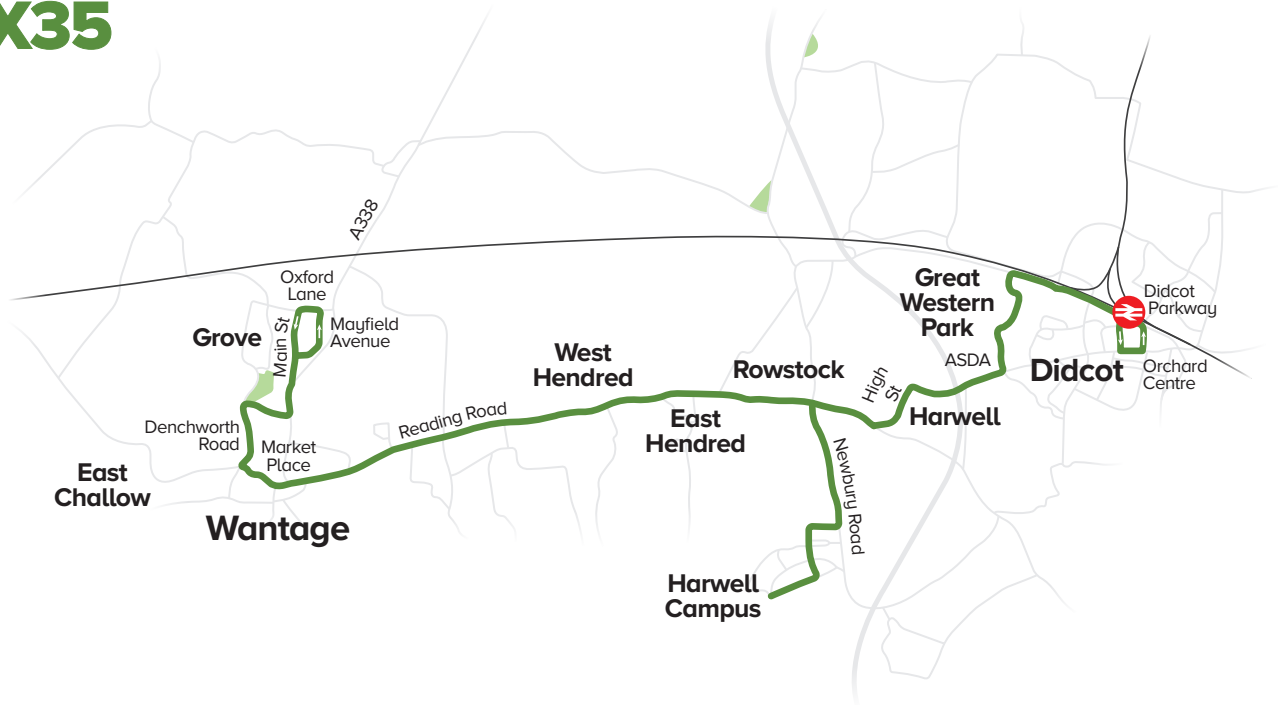 X35
A338
Oxford
Lane
Grove
Main St
Mayfield
Avenue
Denchworth
Road
Market
Place
East
Challow
Wantage
Reading Road
West
Hendred
East
Hendred
Rowstock
Newbury Road
Harwell
Campus
High
St
Harwell
ASDA
Great
Western
Park
Didcot
Didcot
Parkway
Orchard
Centre